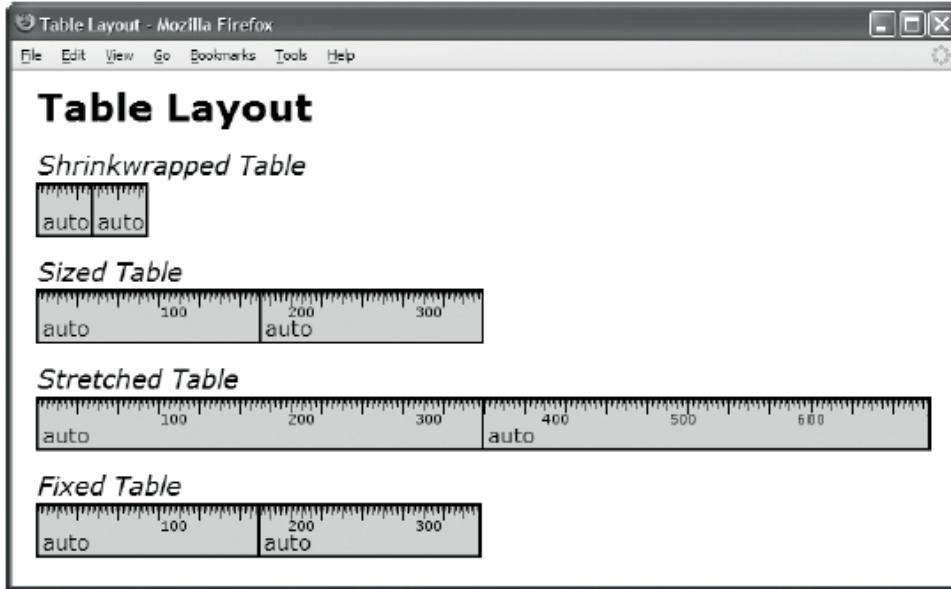 Table Layout - Mozilla Firefox
File Edit View Go Bookmarks Tools Help
Table Layout
Shrinkwrapped Table
auto auto
Sized Table
100 200 300
auto auto
Stretched Table
100 200 300 400 500 600
auto auto
Fixed Table
100 200 300
auto auto